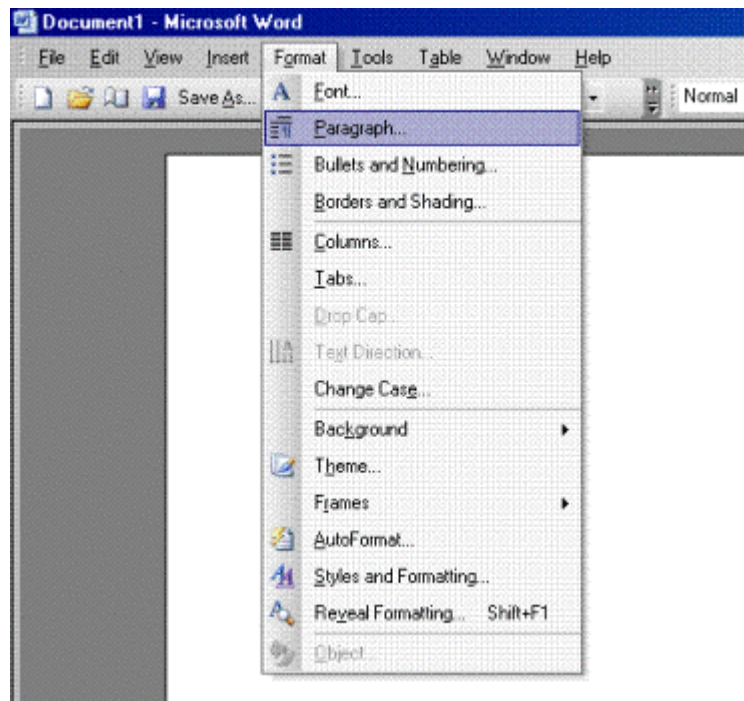 Document1 - Microsoft Word
File Edit View Insert Format Tools Table Window Help
Save As... Normal
Font...
Paragraph...
Bullets and Numbering...
Borders and Shading...
Columns...
Tabs...
Drop Cap...
Text Direction...
Change Case...
Background
Theme...
Frames
AutoFormat...
Styles and Formatting...
Reveal Formatting... Shift+F1
Object...